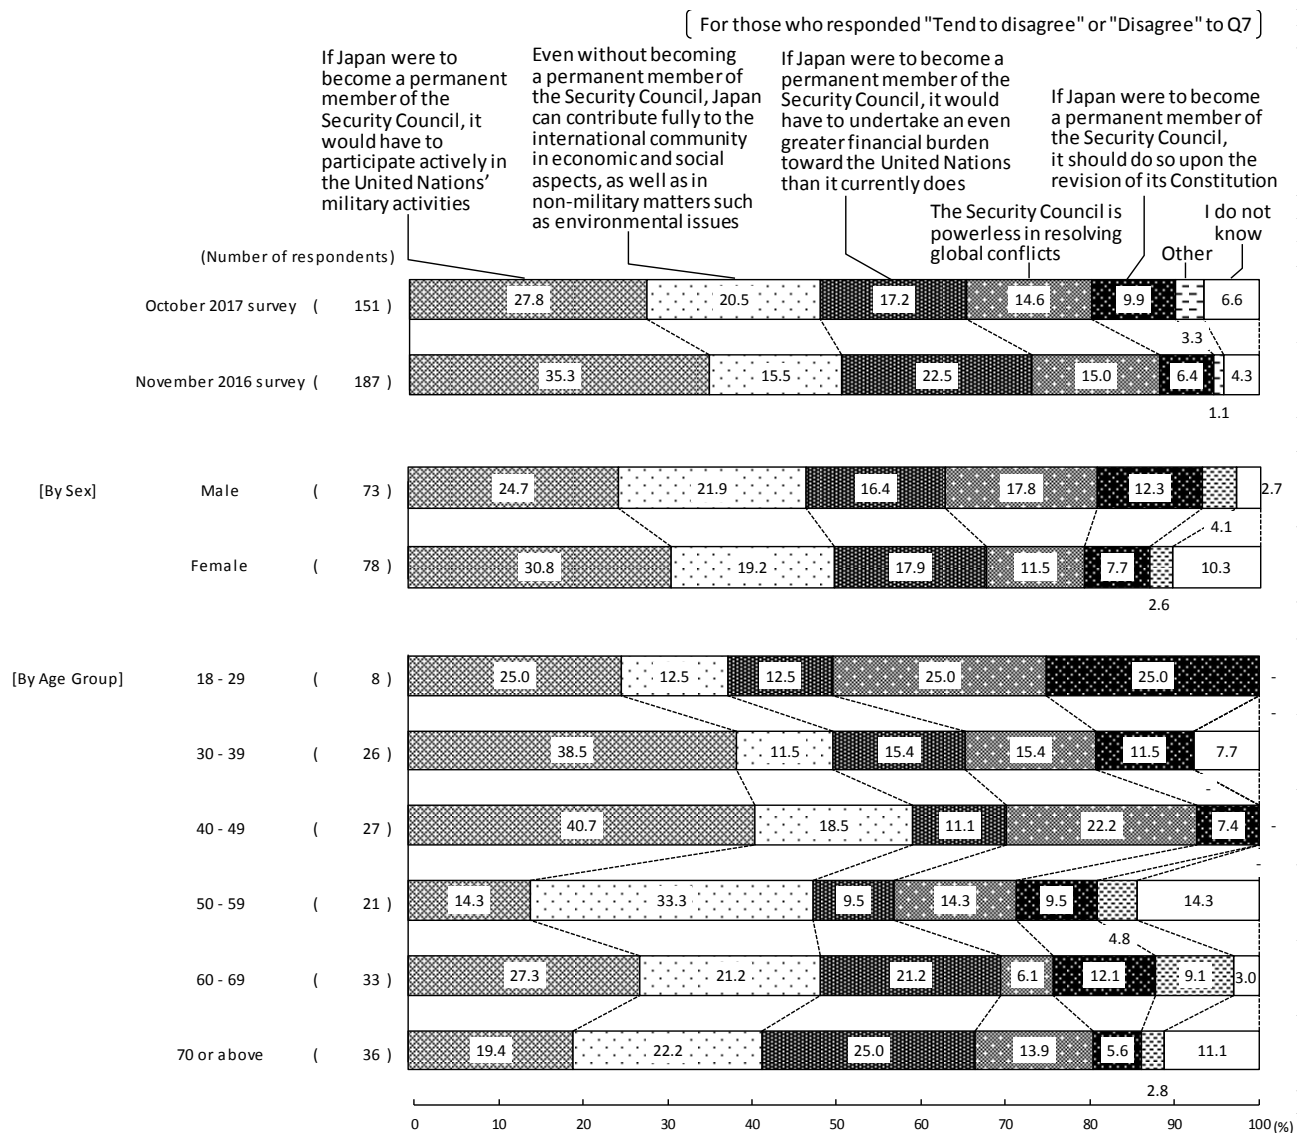 For those who responded "Tend to disagree" or "Disagree" to Q7
If Japan were to
become a permanent
member of the
Security Council, it
would have to
participate actively in
the United Nations'
military activities
Even without becoming
a permanent member of
the Security Council, Japan
can contribute fully to the
international community
in economic and social
aspects, as well as in
non-military matters such
as environmental issues
If Japan were to become a
permanent member of the
Security Council, it would
have to undertake an even
greater financial burden
toward the United Nations
than it currently does
The Security Council is
powerless in resolving
global conflicts
If Japan were to become
a permanent member of
the Security Council,
it should do so upon the
revision of its Constitution
Other
I do not
know
(Number of respondents)
October 2017 survey ( 151 ) 27.8 20.5 17.2 14.6 9.9 6.6
3.3
November 2016 survey ( 187 ) 35.3 15.5 22.5 15.0 6.4 4.3
1.1
[By Sex] Male ( 73 ) 24.7 21.9 16.4 17.8 12.3 2.7
4.1
Female ( 78 ) 30.8 19.2 17.9 11.5 7.7 10.3
2.6
[By Age Group] 18 - 29 ( 8 ) 25.0 12.5 12.5 25.0 25.0 -
-
30 - 39 ( 26 ) 38.5 11.5 15.4 15.4 11.5 7.7
-
40 - 49 ( 27 ) 40.7 18.5 11.1 22.2 7.4 -
-
50 - 59 ( 21 ) 14.3 33.3 9.5 14.3 9.5 14.3
4.8
60 - 69 ( 33 ) 27.3 21.2 21.2 6.1 12.1 9.1 3.0
70 or above ( 36 ) 19.4 22.2 25.0 13.9 5.6 11.1
2.8
0 10 20 30 40 50 60 70 80 90 100 (%)